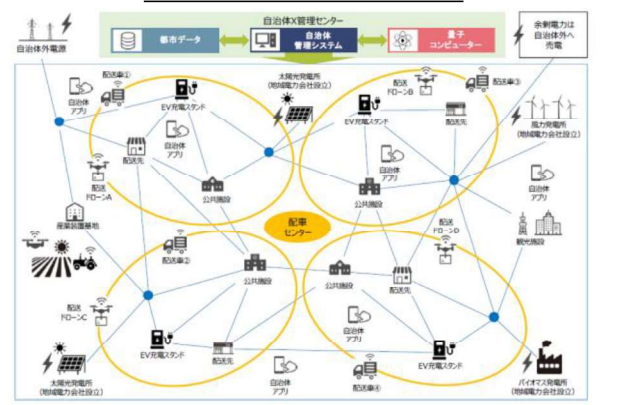 自治体X管理センター
都市データ
自治体
管理システム
量子
コンピューター
自治体外電源
余剰電力は
自治体外へ
売電
配送車①
自治体
アプリ
EV充電スタンド
太陽光発電所
(地域電力会社設立)
配送
ドローンB
配送車③
EV充電スタンド
配送先
風力発電所
(地域電力会社設立)
自治体
アプリ
配送先
自治体
アプリ
自治体
アプリ
配送
ドローンA
公共施設
公共施設
産業装置基地
配車
センター
配送
ドローンD
観光施設
配送車②
公共施設
公共施設
配送先
配送
ドローンC
自治体
アプリ
EV充電スタンド
配送先
EV充電スタンド
太陽光発電所
(地域電力会社設立)
自治体
アプリ
配送車④
バイオマス発電所
(地域電力会社設立)